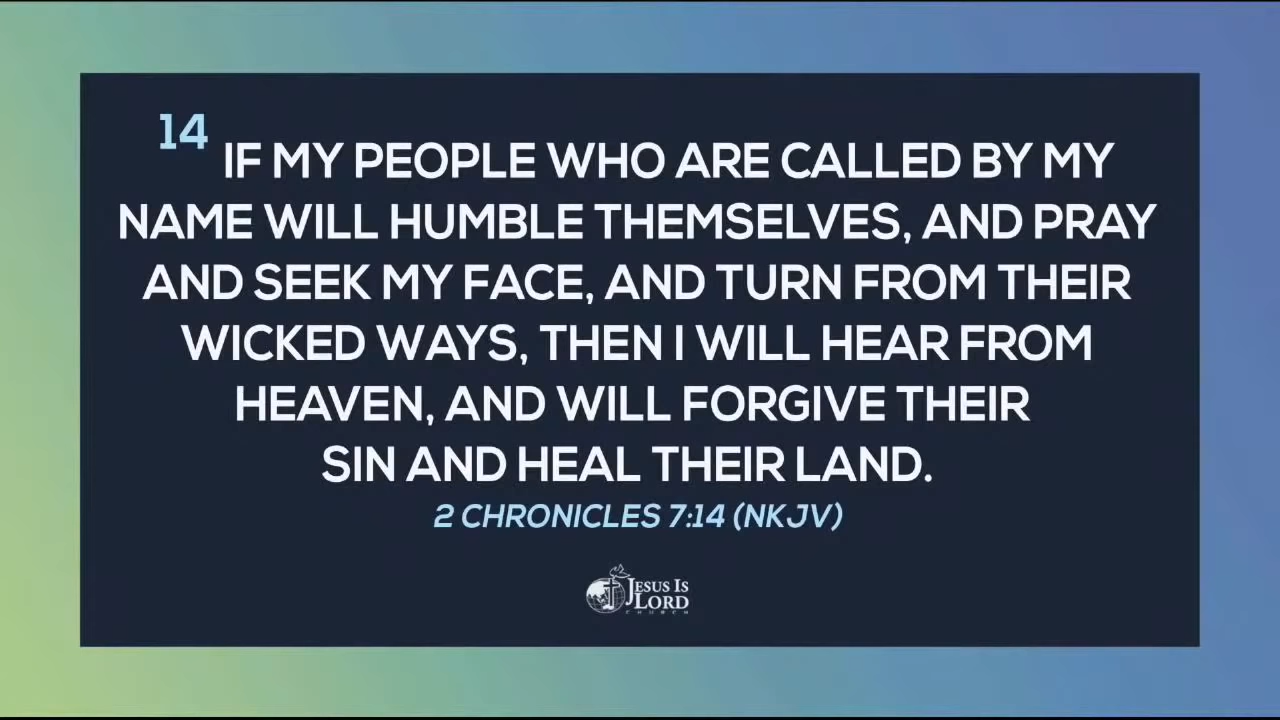 14 IF MY PEOPLE WHO ARE CALLED BY MY
NAME WILL HUMBLE THEMSELVES, AND PRAY
AND SEEK MY FACE, AND TURN FROM THEIR
WICKED WAYS, THEN I WILL HEAR FROM
HEAVEN, AND WILL FORGIVE THEIR
SIN AND HEAL THEIR LAND.
2 CHRONICLES 7:14 (NKJV)
JESUS IS
LORD
CHURCH